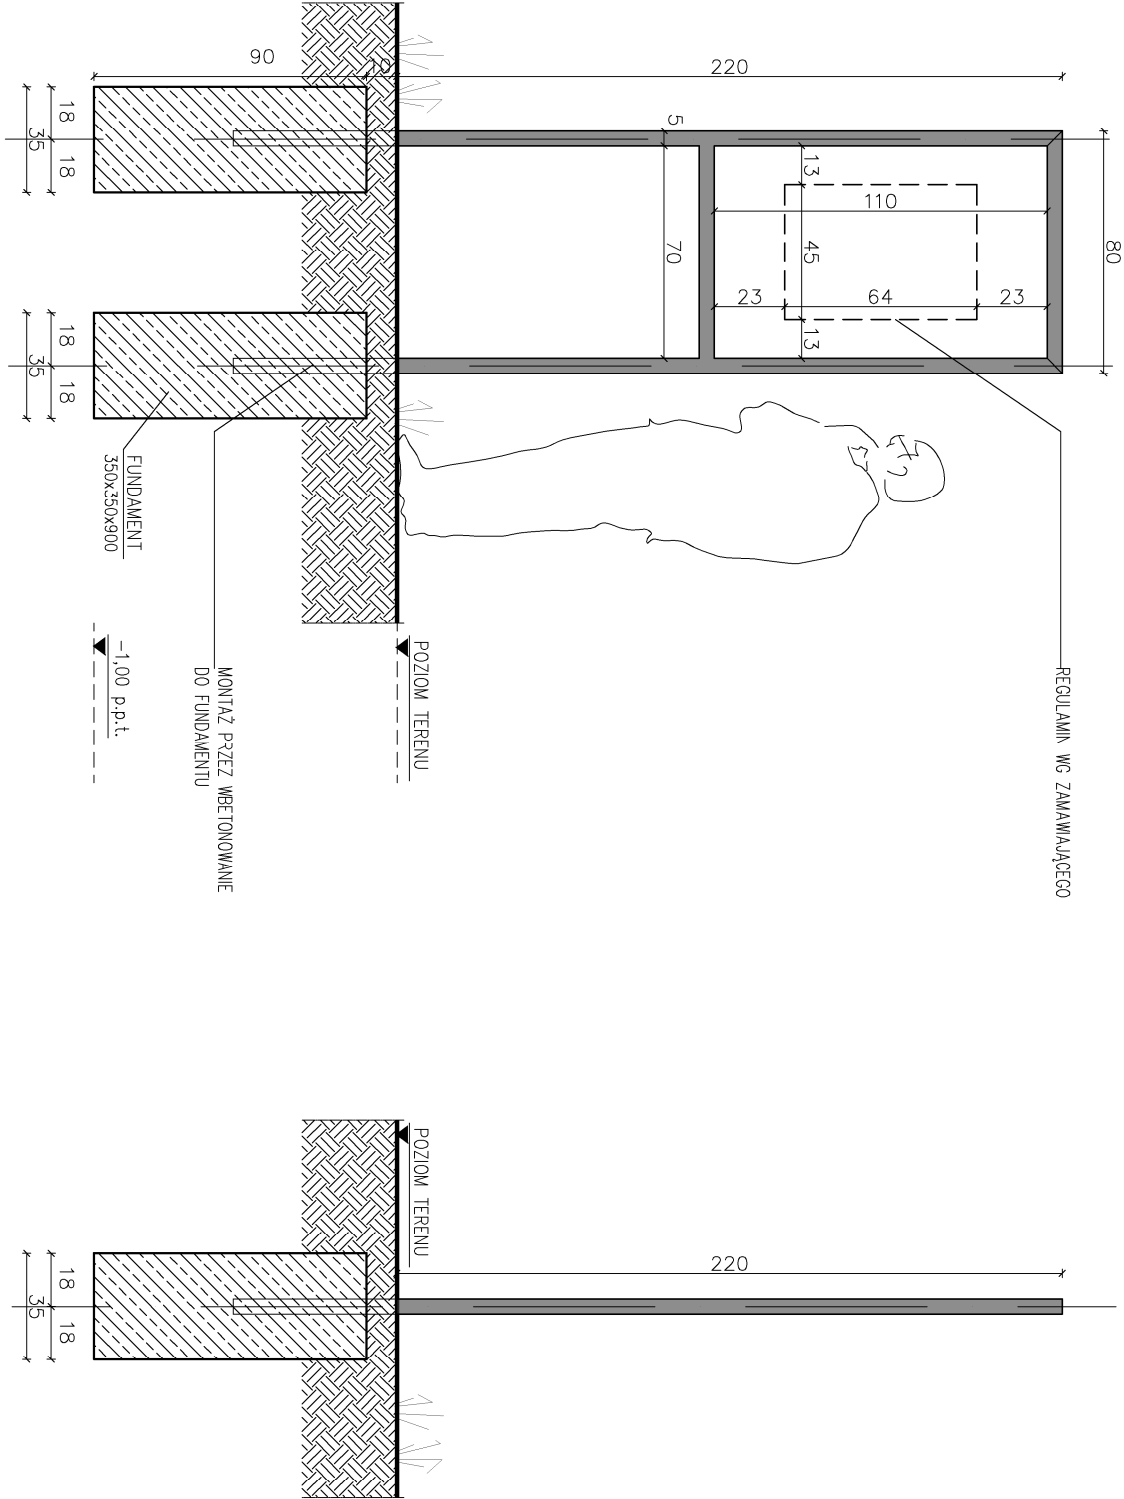 90
10
220
18
35
18
5
13
110
70
45
80
23
64
23
13
18
35
18
FUNDAMENT
350x350x900
MONTAŻ PRZEZ WBETONOWANIE
DO FUNDAMENTU
-1,00 p.p.t.
POZIOM TERENU
REGULAMIN WG ZAMAWIAJĄCEGO
POZIOM TERENU
220
18
35
18